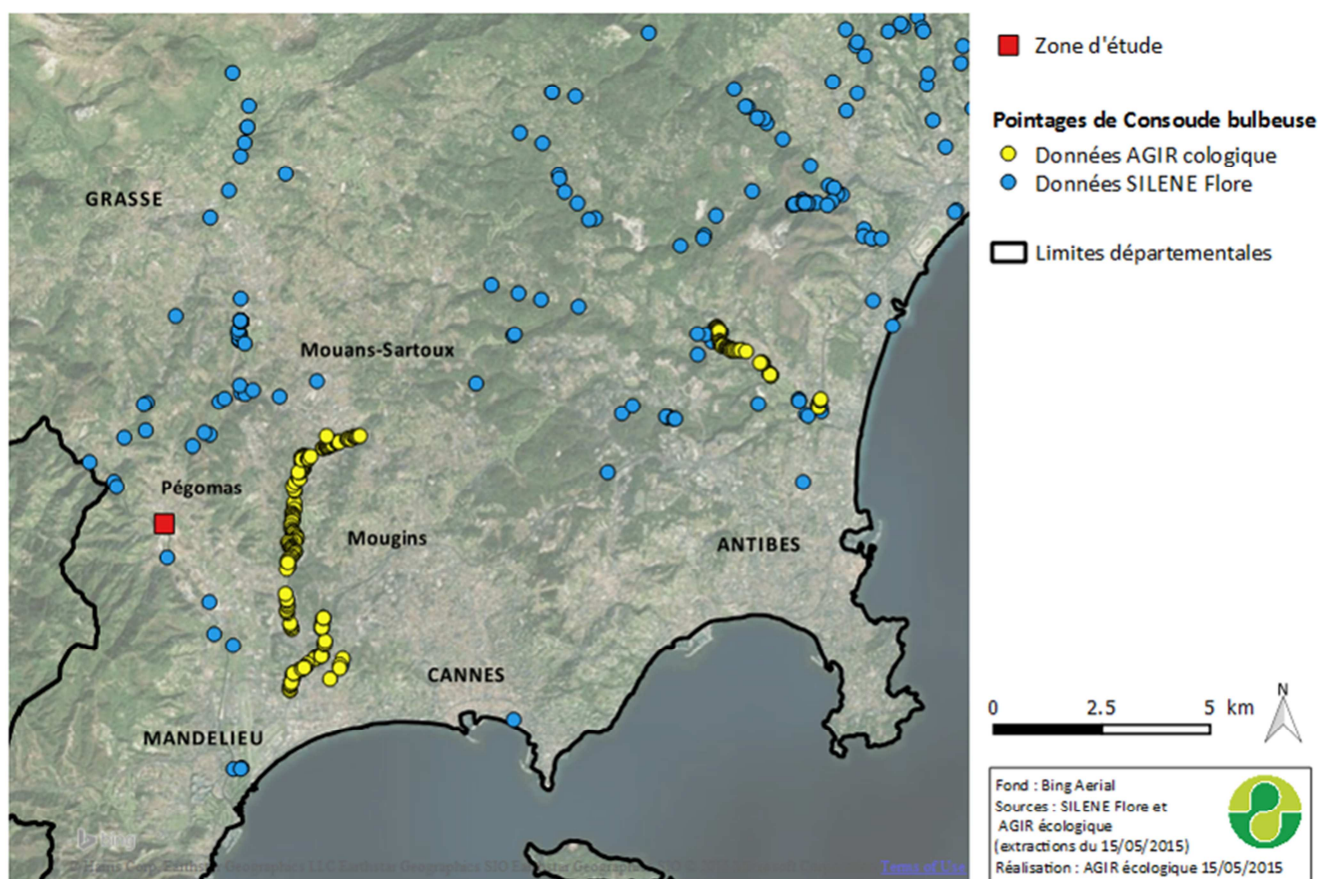 GRASSE
Mouans-Sartoux
Pégomas
Mougins
ANTIBES
CANNES
MANDELIEU
bing
Terms of Use
Zone d'étude
Pointages de Consoude bulbeuse
Données AGIR cologique
Données SILENE Flore
Limites départementales
0 2.5 5 km
N
Fond : Bing Aerial
Sources : SILENE Flore et
AGIR écologique
(extractions du 15/05/2015)
Réalisation : AGIR écologique 15/05/2015